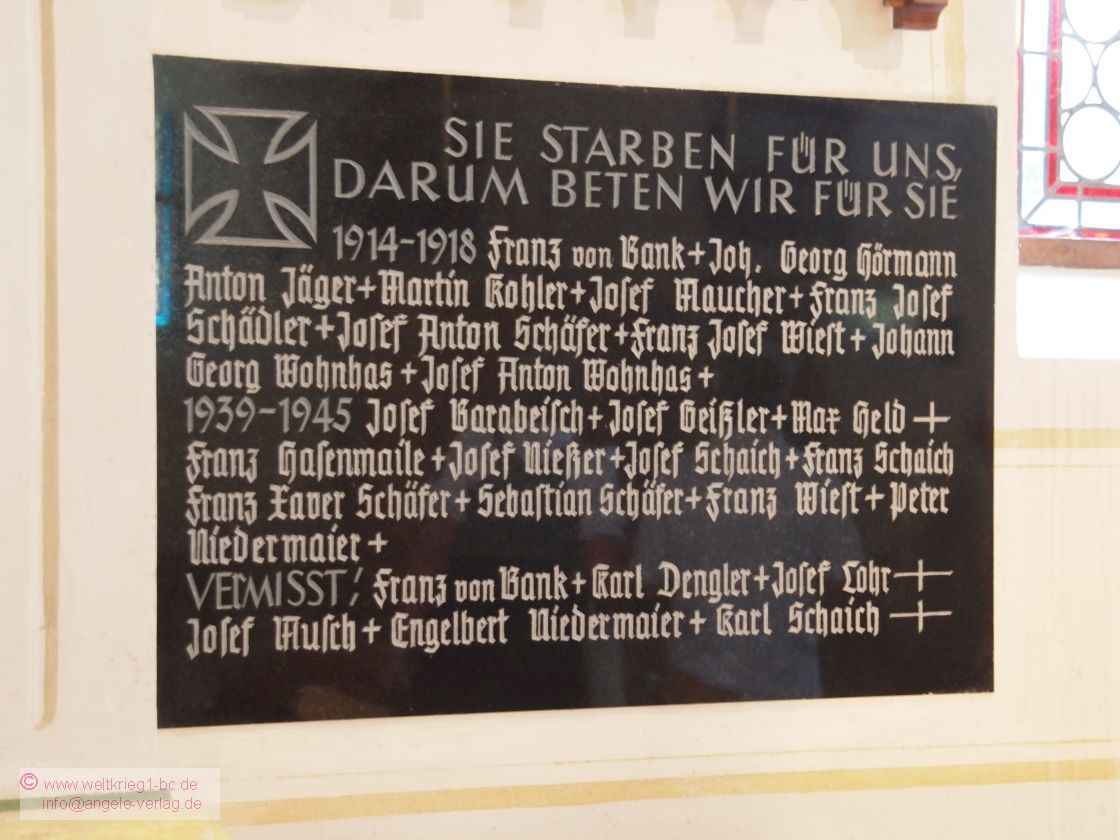 SIE STARBEN FÜR UNS,
DARUM BETEN WIR FÜR SIE
1914-1918 Franz von Bank + Joh. Georg Hörmann
Anton Jäger + Martin Kohler + Josef Maucher + Franz Josef
Schädler + Josef Anton Schäfer + Franz Josef Wiest + Johann
Georg Wohnhas + Josef Anton Wohnhas +
1939-1945 Josef Barabeisch + Josef Geißler + Max Held +
Franz Hasenmaile + Josef Nießer + Josef Schaich + Franz Schaich
Franz Xaver Schäfer + Sebastian Schäfer + Franz Wiest + Peter
Niedermaier +
VERMISST: Franz von Bank + Karl Dengler + Josef Lohr +
Josef Musch + Engelbert Niedermaier + Karl Schaich +
© www.weltkrieg1-bc.de
info@angele-verlag.de